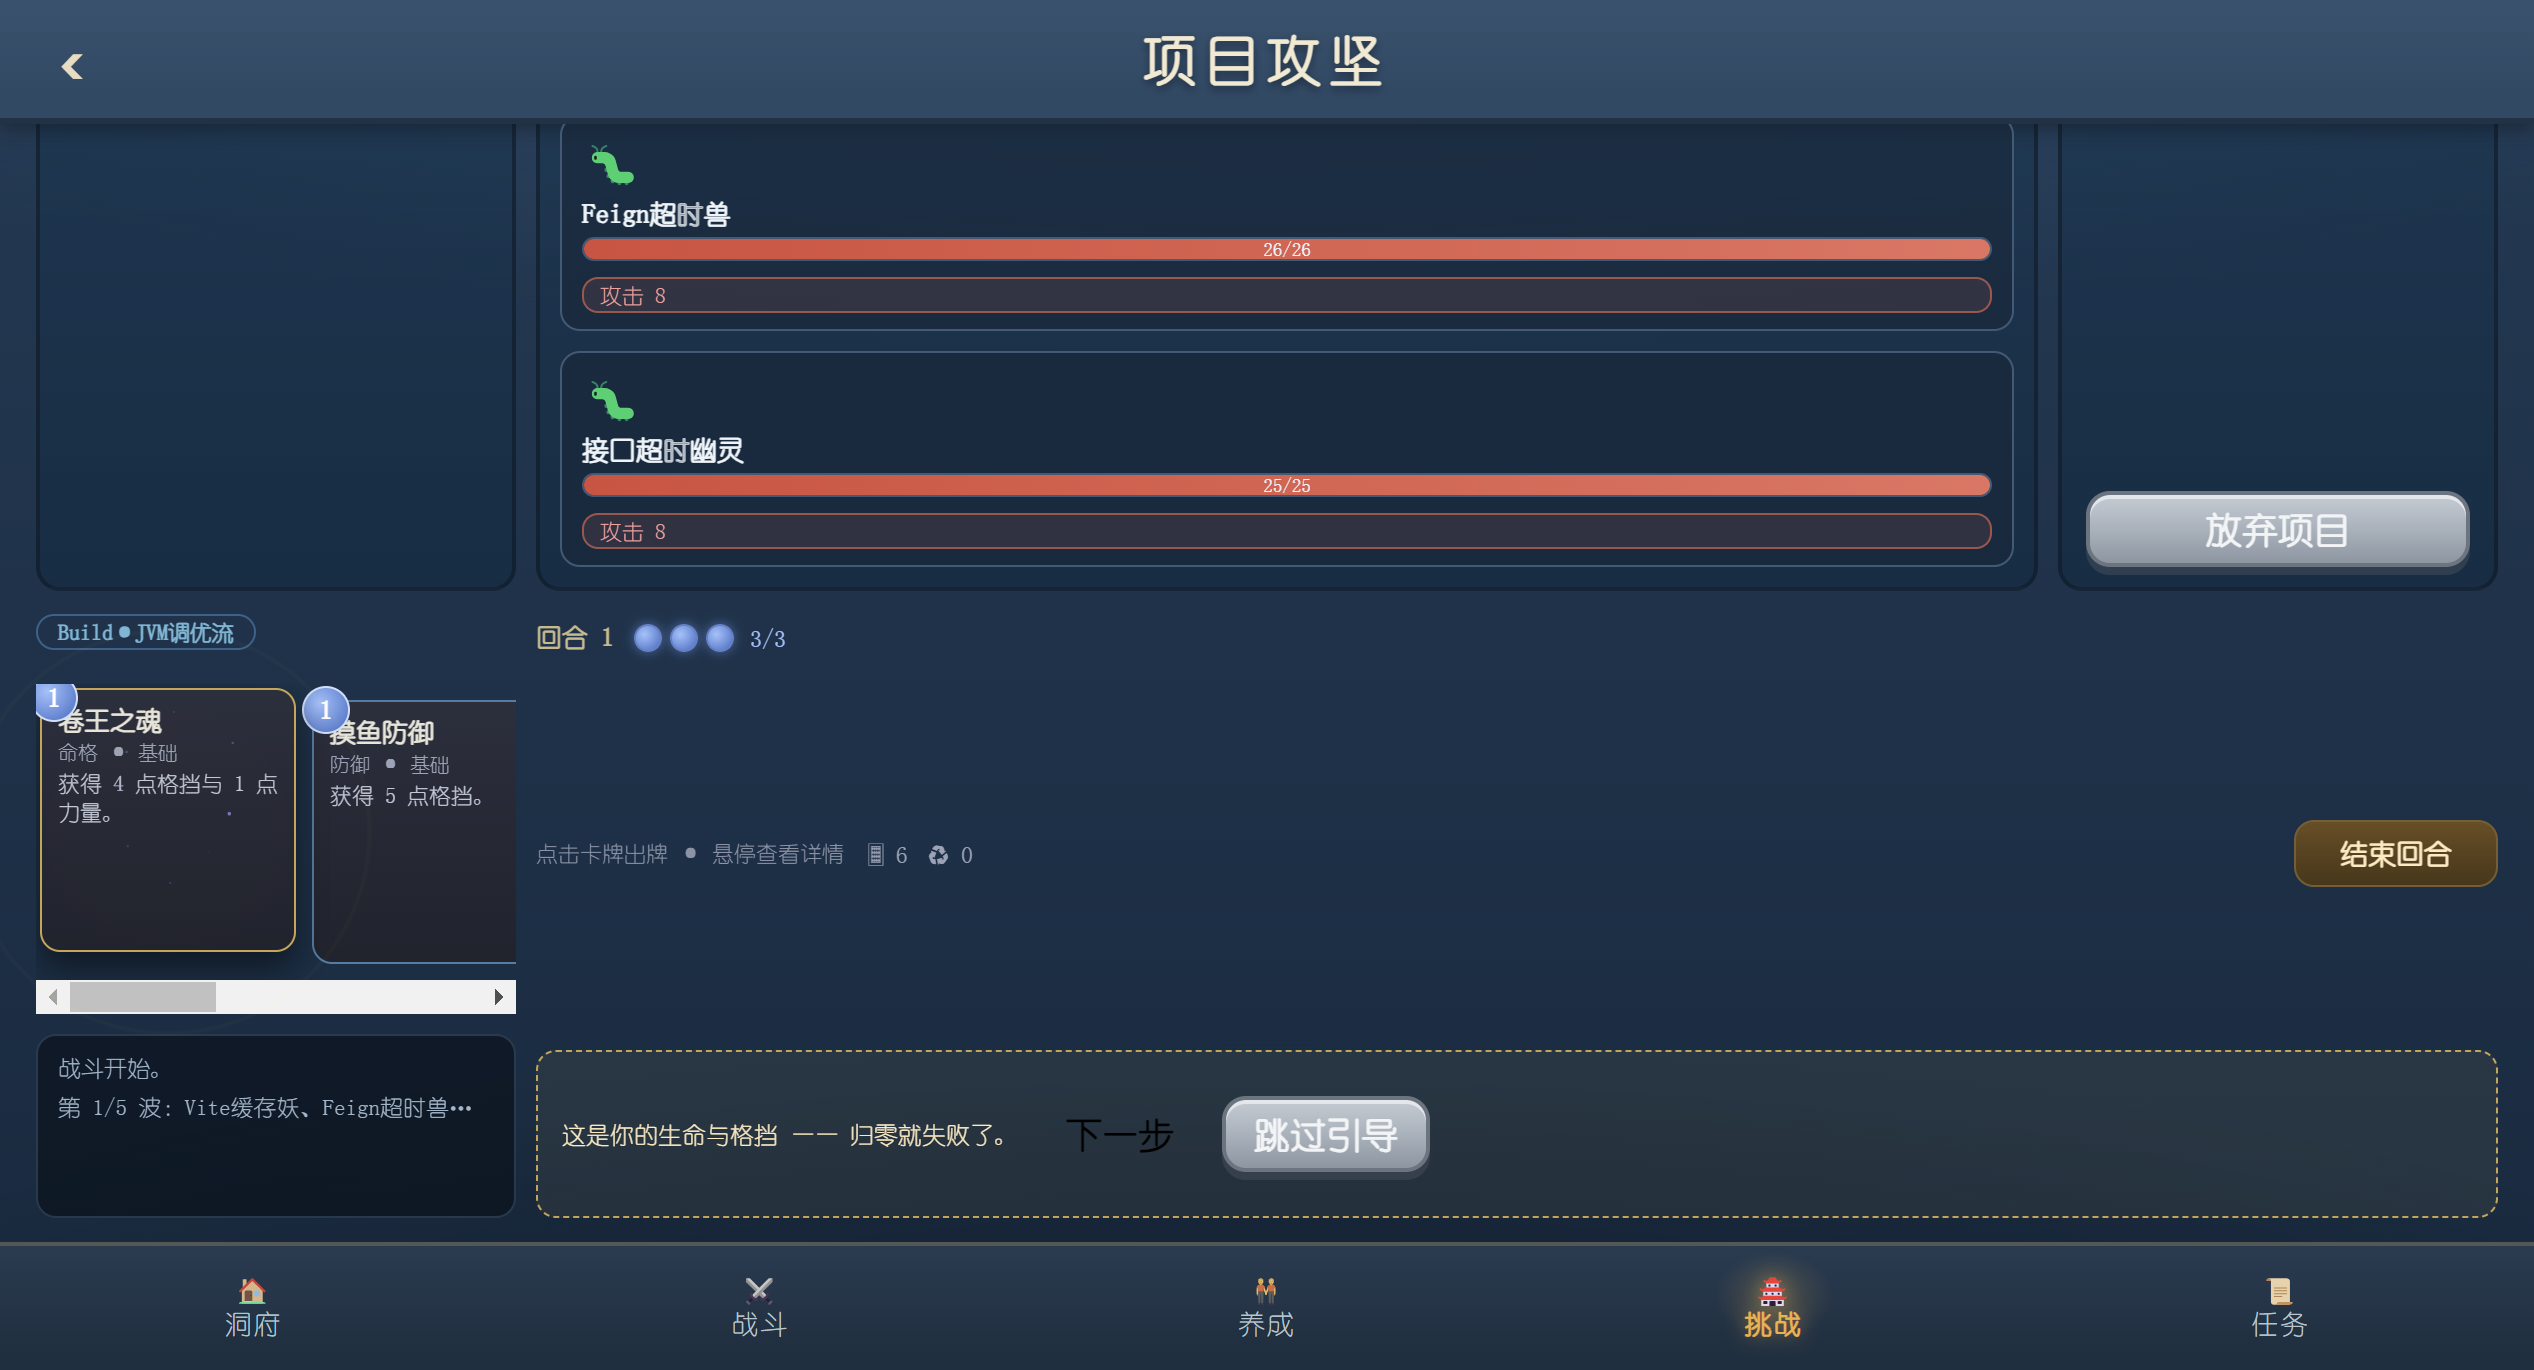 项目攻坚
Feign超时兽
26/26
攻击 8
接口超时幽灵
25/25
攻击 8
放弃项目
Build•JVM调优流
回合 1
3/3
1
卷王之魂
命格 • 基础
获得 4 点格挡与 1 点
力量。
1
摸鱼防御
防御 • 基础
获得 5 点格挡。
点击卡牌出牌 • 悬停查看详情 6 0
结束回合
战斗开始。
第 1/5 波: Vite缓存妖、Feign超时兽…
这是你的生命与格挡 —— 归零就失败了。
下一步
跳过引导
洞府
战斗
养成
挑战
任务